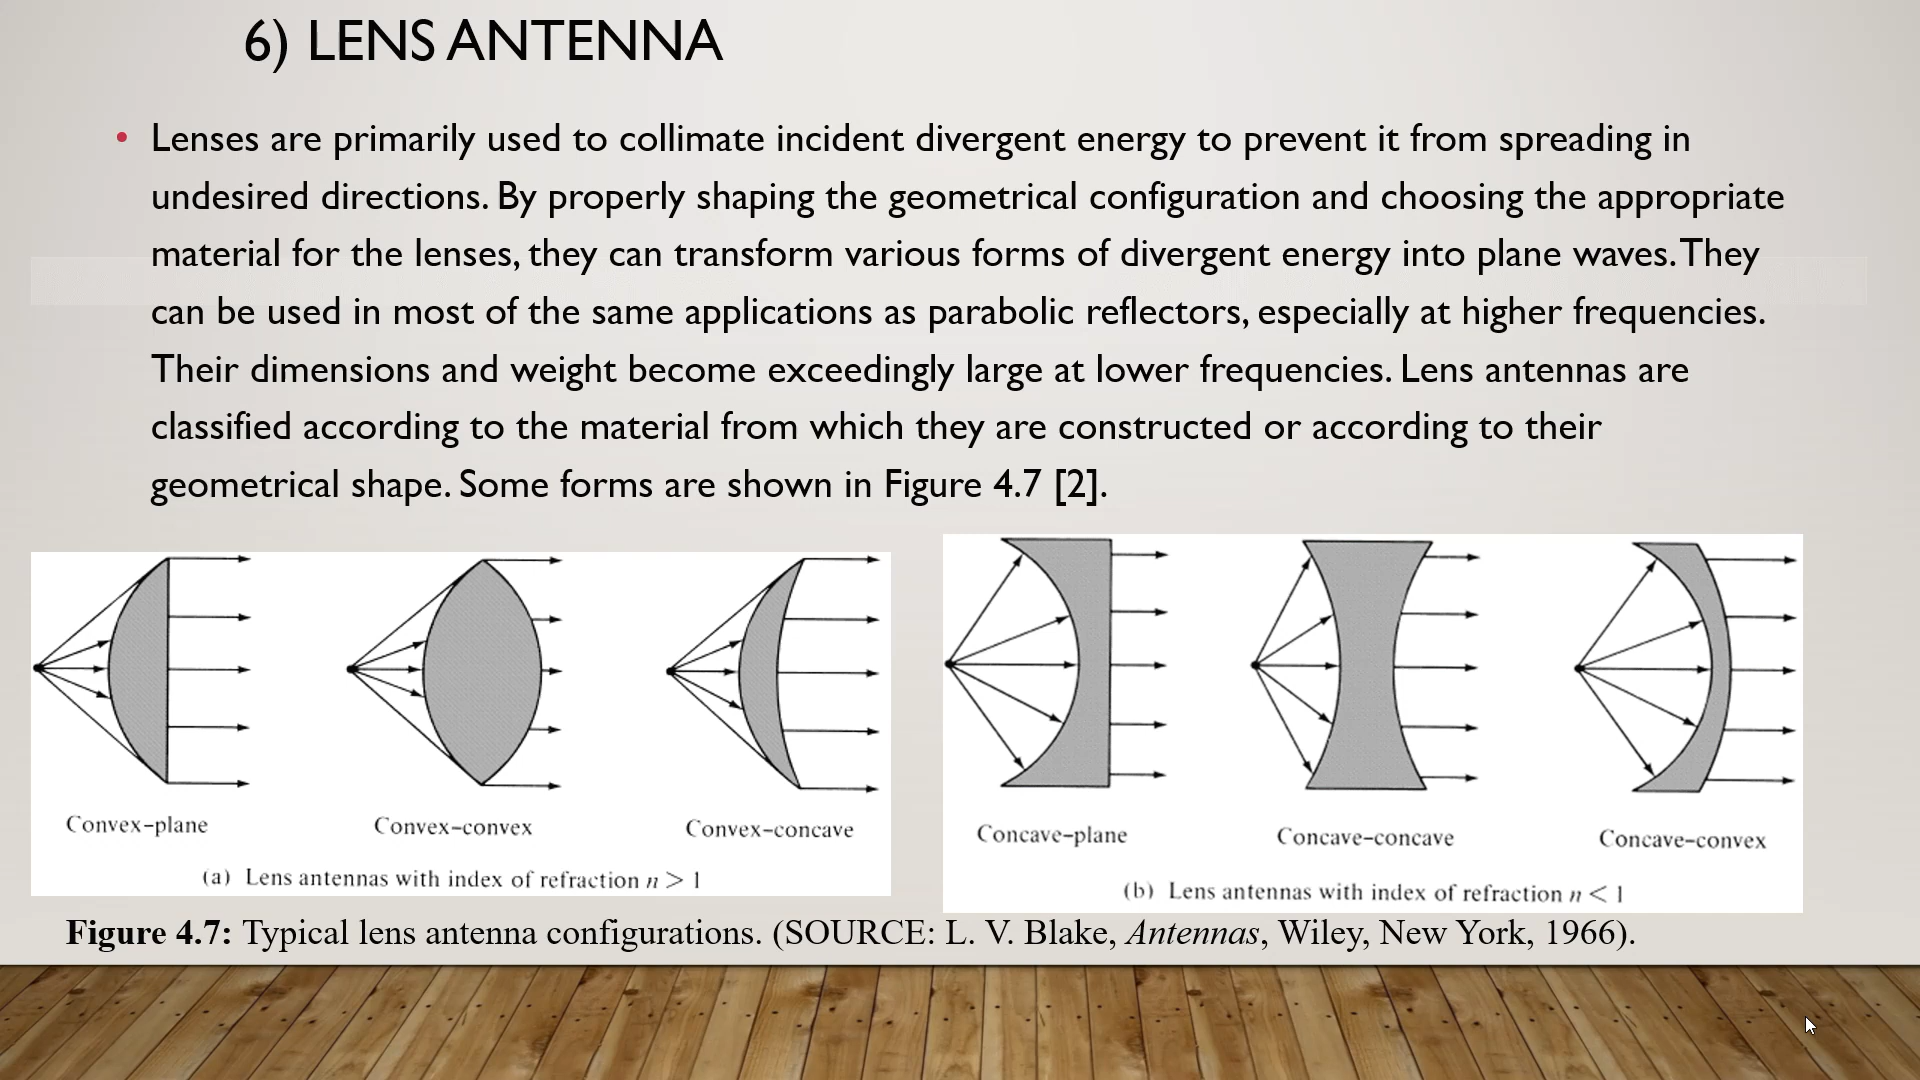 6) LENS ANTENNA
• Lenses are primarily used to collimate incident divergent energy to prevent it from spreading in
undesired directions. By properly shaping the geometrical configuration and choosing the appropriate
material for the lenses, they can transform various forms of divergent energy into plane waves. They
can be used in most of the same applications as parabolic reflectors, especially at higher frequencies.
Their dimensions and weight become exceedingly large at lower frequencies. Lens antennas are
classified according to the material from which they are constructed or according to their
geometrical shape. Some forms are shown in Figure 4.7 [2].
Convex–plane
Convex–convex
Convex–concave
(a) Lens antennas with index of refraction n > 1
Concave–plane
Concave–concave
Concave–convex
(b) Lens antennas with index of refraction n < 1
Figure 4.7: Typical lens antenna configurations. (SOURCE: L. V. Blake, Antennas, Wiley, New York, 1966).